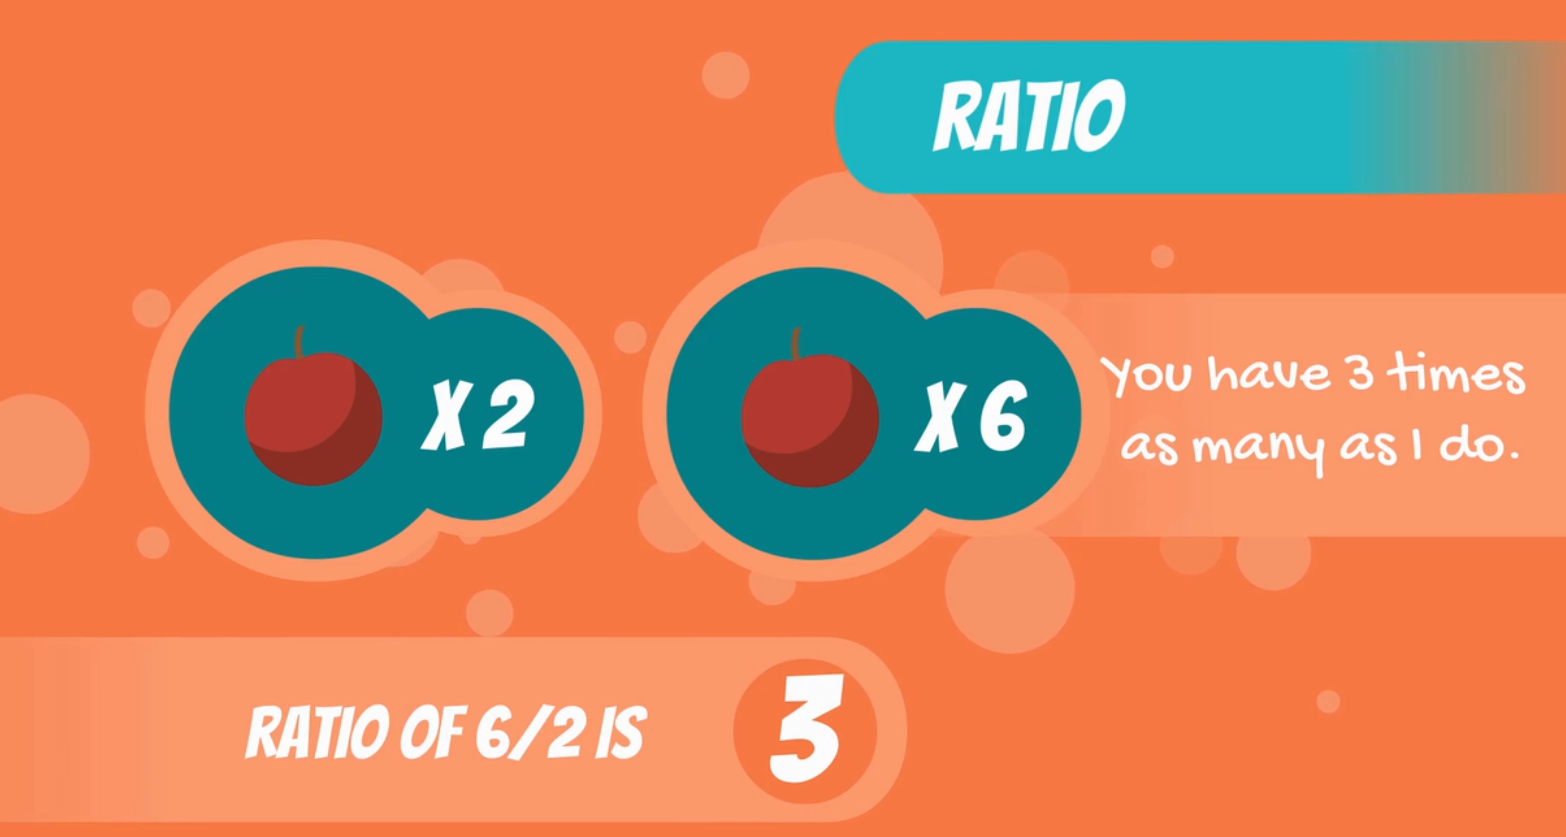 RATIO
X 2
X 6
You have 3 times
as many as I do.
RATIO OF 6/2 IS
3